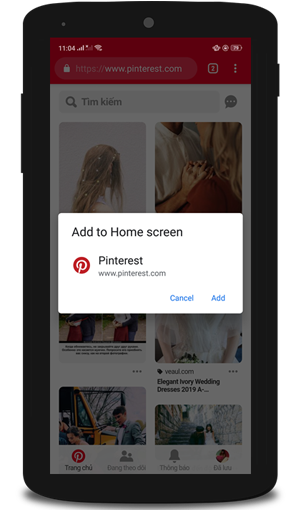 11:04
https://www.pinterest.com
2
Tìm kiếm
Add to Home screen
Pinterest
www.pinterest.com
Cancel
Add
veaul.com
Elegant Ivory Wedding
Dresses 2019 A-...
Trang chủ
Đang theo dõi
Thông báo
Đã lưu